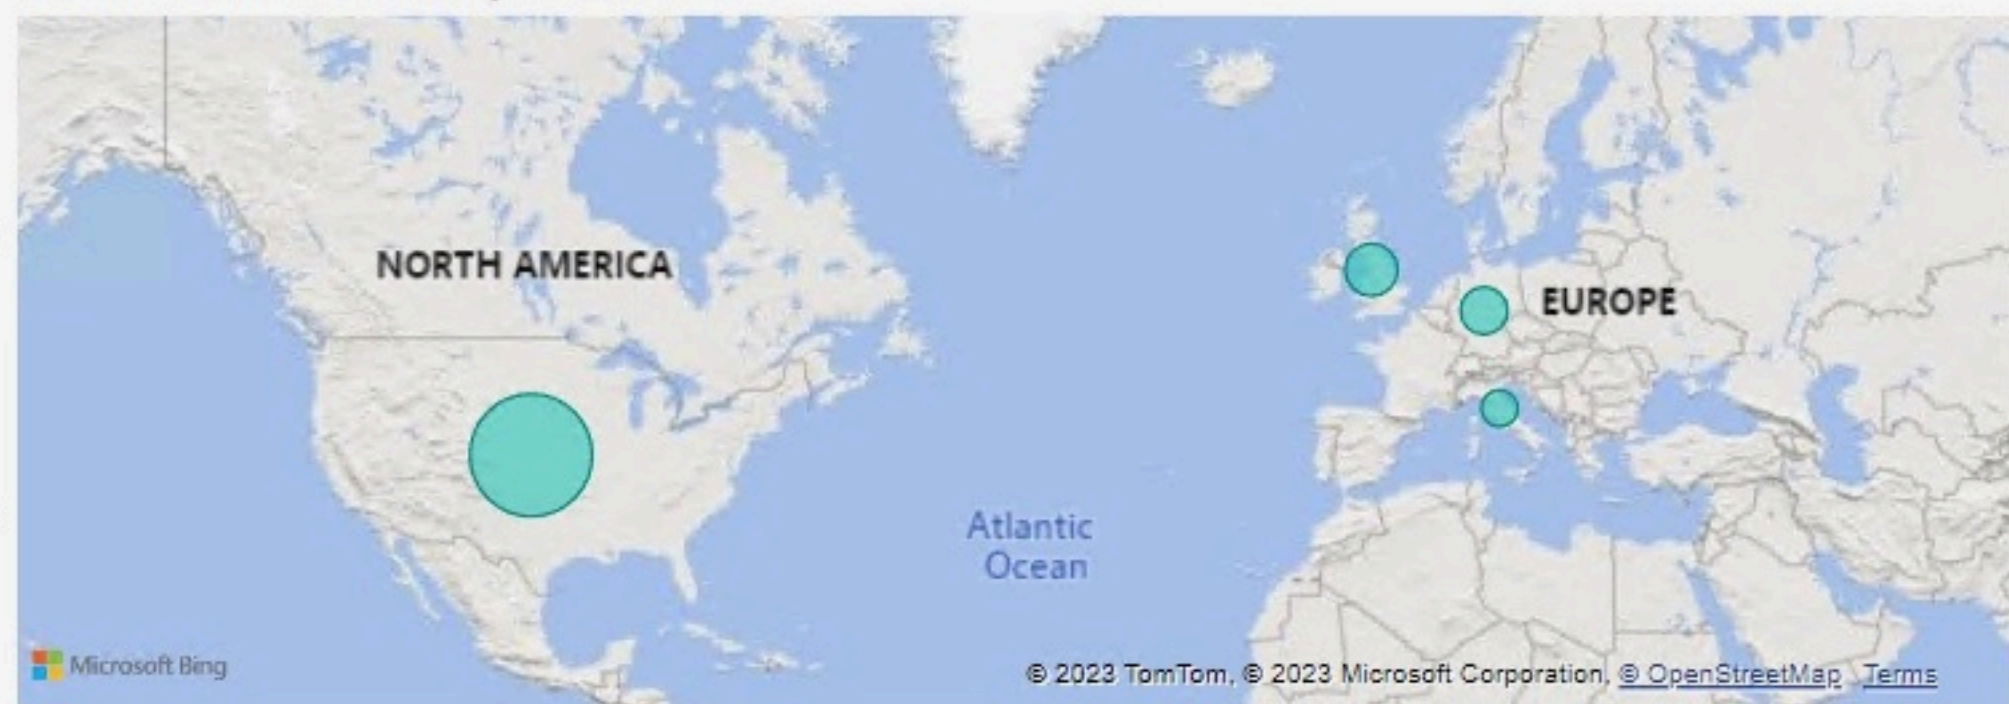 NORTH AMERICA
EUROPE
Atlantic
Ocean
Microsoft Bing
© 2023 TomTom, © 2023 Microsoft Corporation, © OpenStreetMap Terms